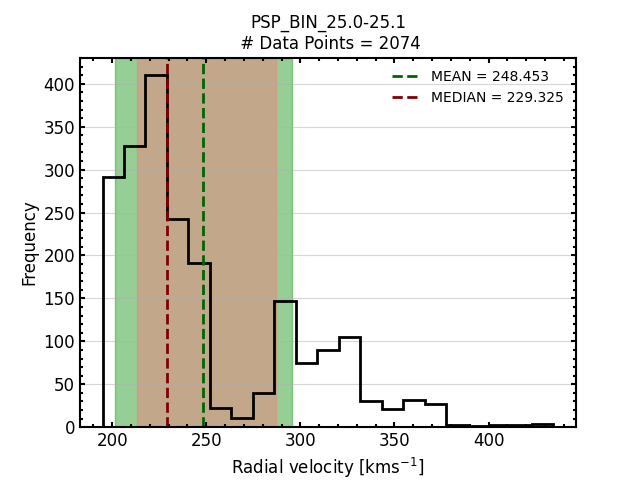 PSP_BIN_25.0-25.1
# Data Points = 2074
MEAN = 248.453
MEDIAN = 229.325
Frequency
400
350
300
250
200
150
100
50
0
200 250 300 350 400
Radial velocity [kms⁻¹]